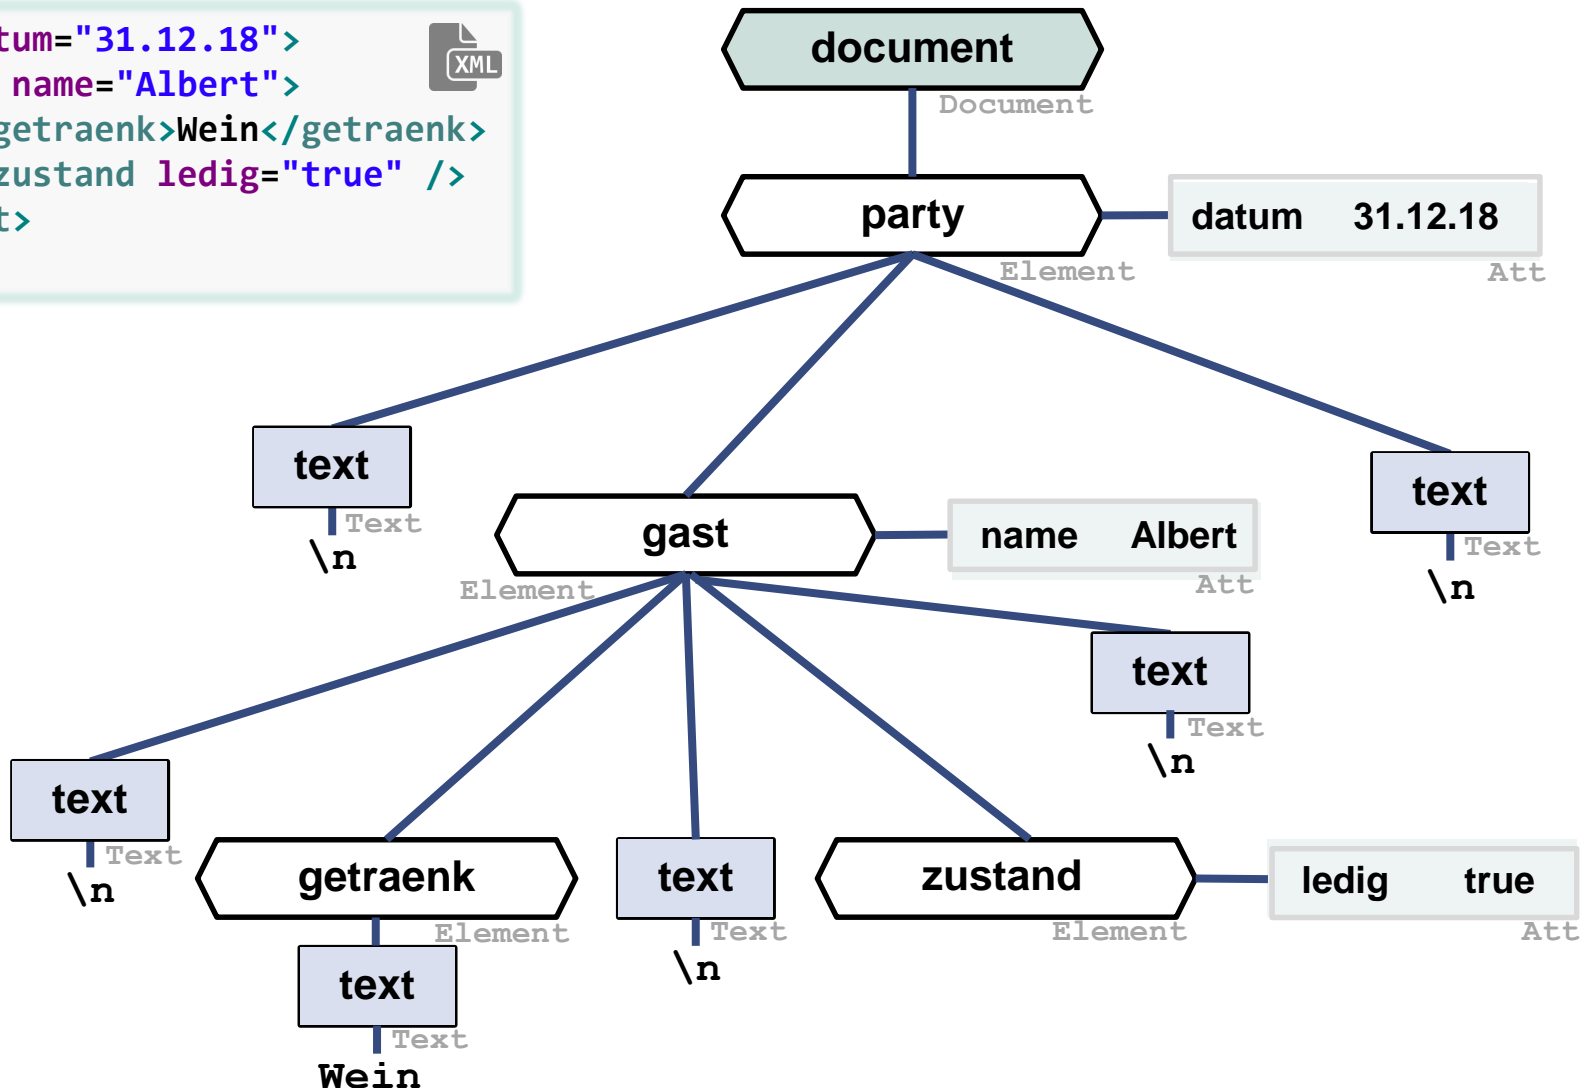 tum="31.12.18">
name="Albert">
getraenk>Wein</getraenk>
zustand ledig="true" />
t>
XML
document
Document
party
datum 31.12.18
Element
Att
text
Text
\n
gast
name Albert
Element
Att
text
Text
\n
text
Text
\n
text
Text
\n
getraenk
Element
text
Text
\n
zustand
Element
ledig true
Att
text
Text
Wein